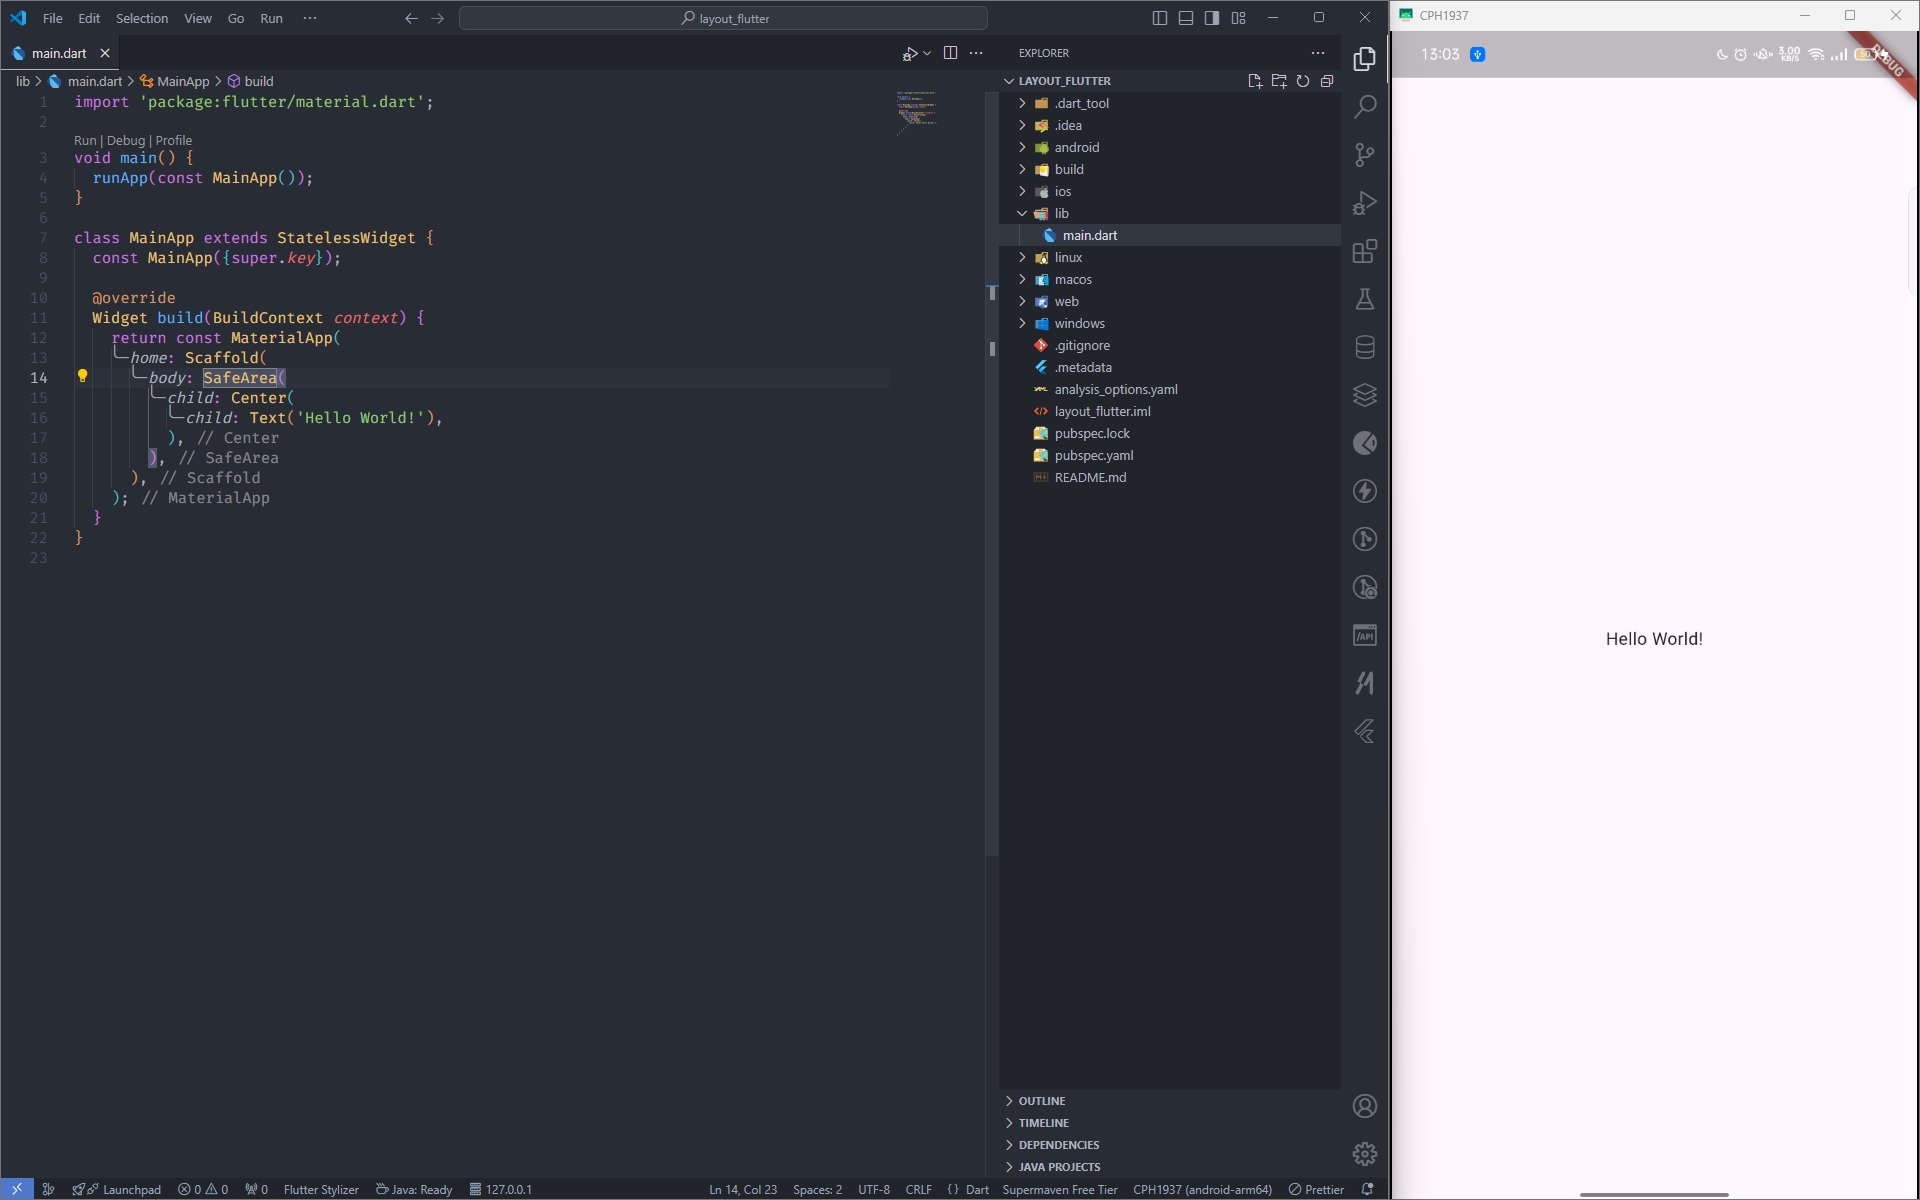 File Edit Selection View Go Run ···
layout_flutter
main.dart
lib > main.dart > MainApp > build
1 import 'package:flutter/material.dart';
2
Run | Debug | Profile
3 void main() {
4 runApp(const MainApp());
5 }
6
7 class MainApp extends StatelessWidget {
8 const MainApp({super.key});
9
10 @override
11 Widget build(BuildContext context) {
12 return const MaterialApp(
13 home: Scaffold(
14 body: SafeArea(
15 child: Center(
16 child: Text('Hello World!'),
17 ), // Center
18 ), // SafeArea
19 ), // Scaffold
20 ); // MaterialApp
21 }
22 }
23
EXPLORER
LAYOUT_FLUTTER
.dart_tool
.idea
android
build
ios
lib
main.dart
linux
macos
web
windows
.gitignore
.metadata
analysis_options.yaml
layout_flutter.iml
pubspec.lock
pubspec.yaml
README.md
OUTLINE
TIMELINE
DEPENDENCIES
JAVA PROJECTS
/API
Launchpad 0 0 0 Flutter Stylizer Java: Ready 127.0.0.1 Ln 14, Col 23 Spaces: 2 UTF-8 CRLF {} Dart Supermaven Free Tier CPH1937 (android-arm64) Prettier
CPH1937
13:03
3.00 KB/S
DEBUG
Hello World!